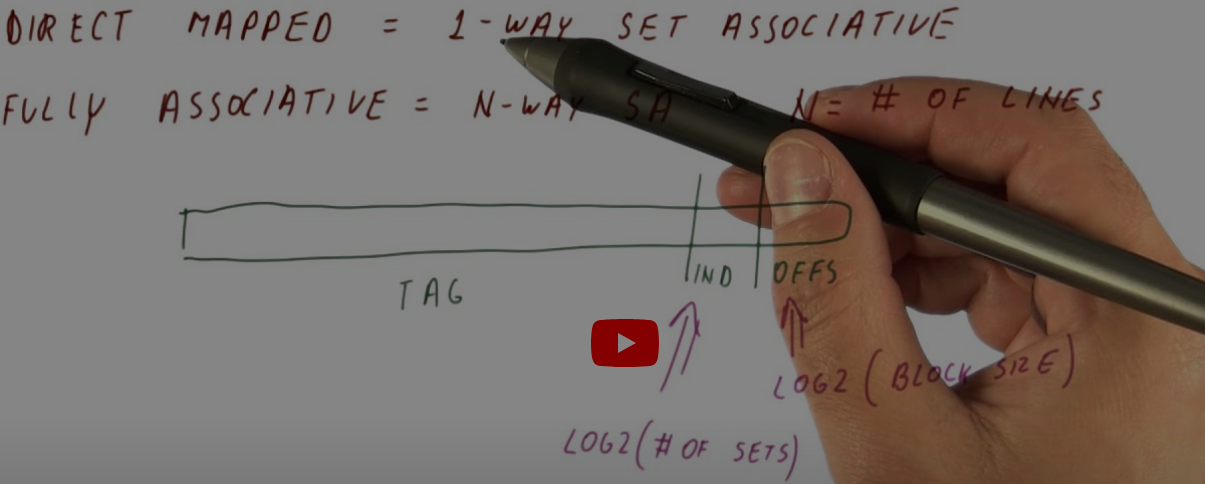 DIRECT MAPPED = 1-WAY SET ASSOCIATIVE
FULLY ASSOCIATIVE = N-WAY SA N= # OF LINES
TAG IND OFFS
LOG2 (BLOCK SIZE)
LOG2(# OF SETS)